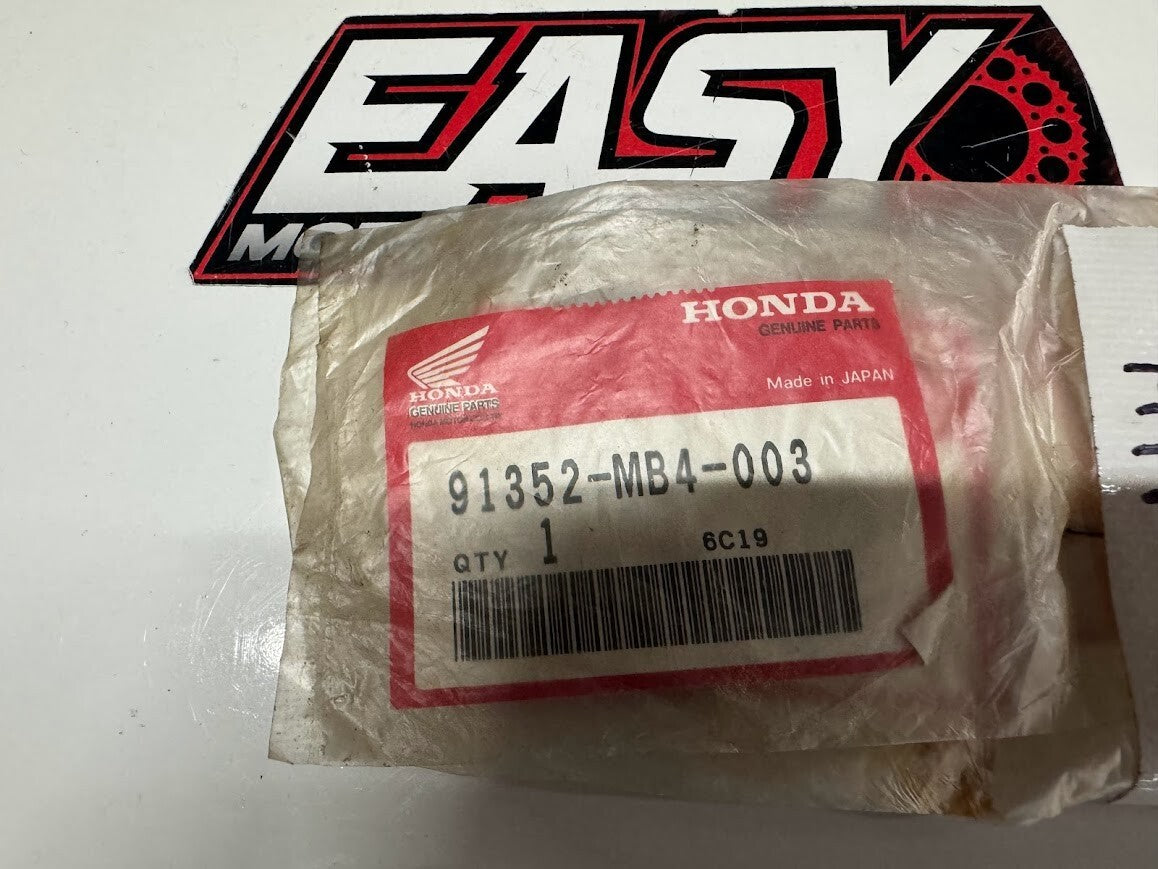 EASY
HONDA
GENUINE PARTS
Made in JAPAN
HONDA
GENUINE PARTS
91352-MB4-003
QTY 1 6C19